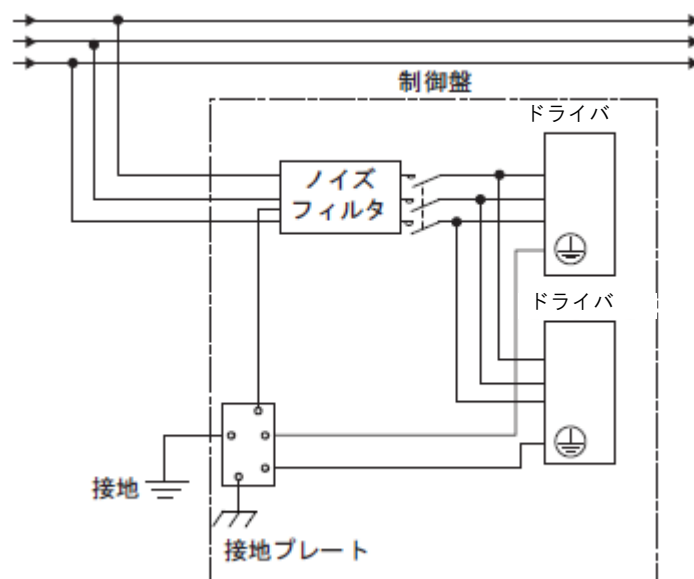 制御盤
ドライバ
ノイズ
フィルタ
ドライバ
接地
接地プレート